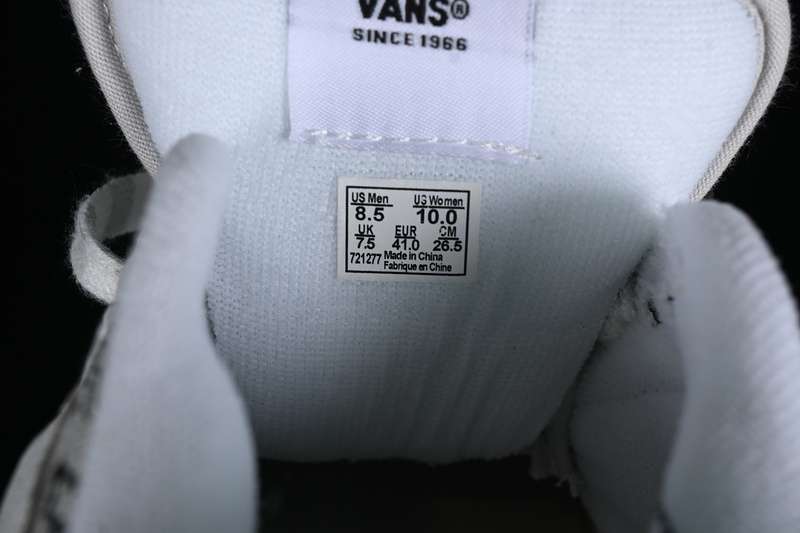 VANS®
SINCE 1966
US Men US Women
8.5 10.0
UK EUR CM
7.5 41.0 26.5
721277 Made in China
Fabrique en Chine